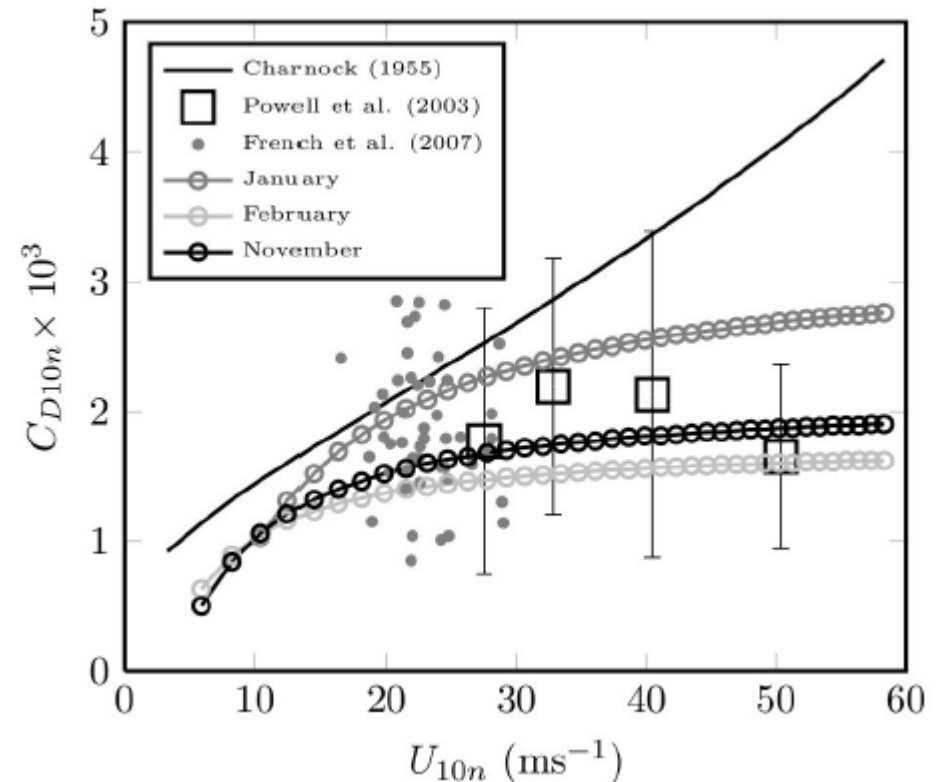 5
4
3
2
1
0
C_{D10n} × 10^3
Charnock (1955)
Powell et al. (2003)
French et al. (2007)
January
February
November
0 10 20 30 40 50 60
U_{10n} (ms^{-1})